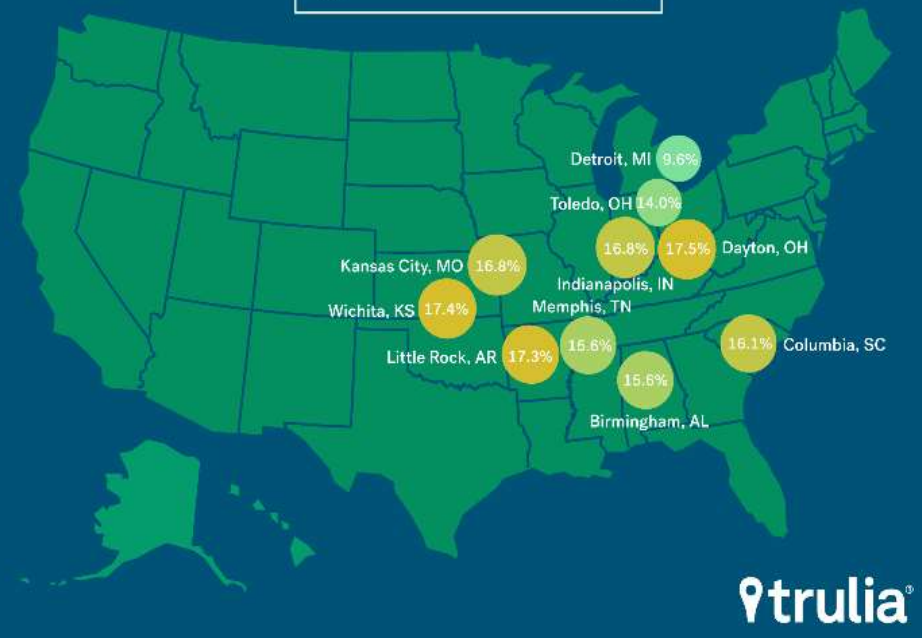 Detroit, MI 9.6%
Toledo, OH 14.0%
16.8% 17.5% Dayton, OH
Kansas City, MO 16.8%
Indianapolis, IN
Memphis, TN
Wichita, KS 17.4%
15.6%
16.1% Columbia, SC
Little Rock, AR 17.3%
15.6%
Birmingham, AL
trulia®